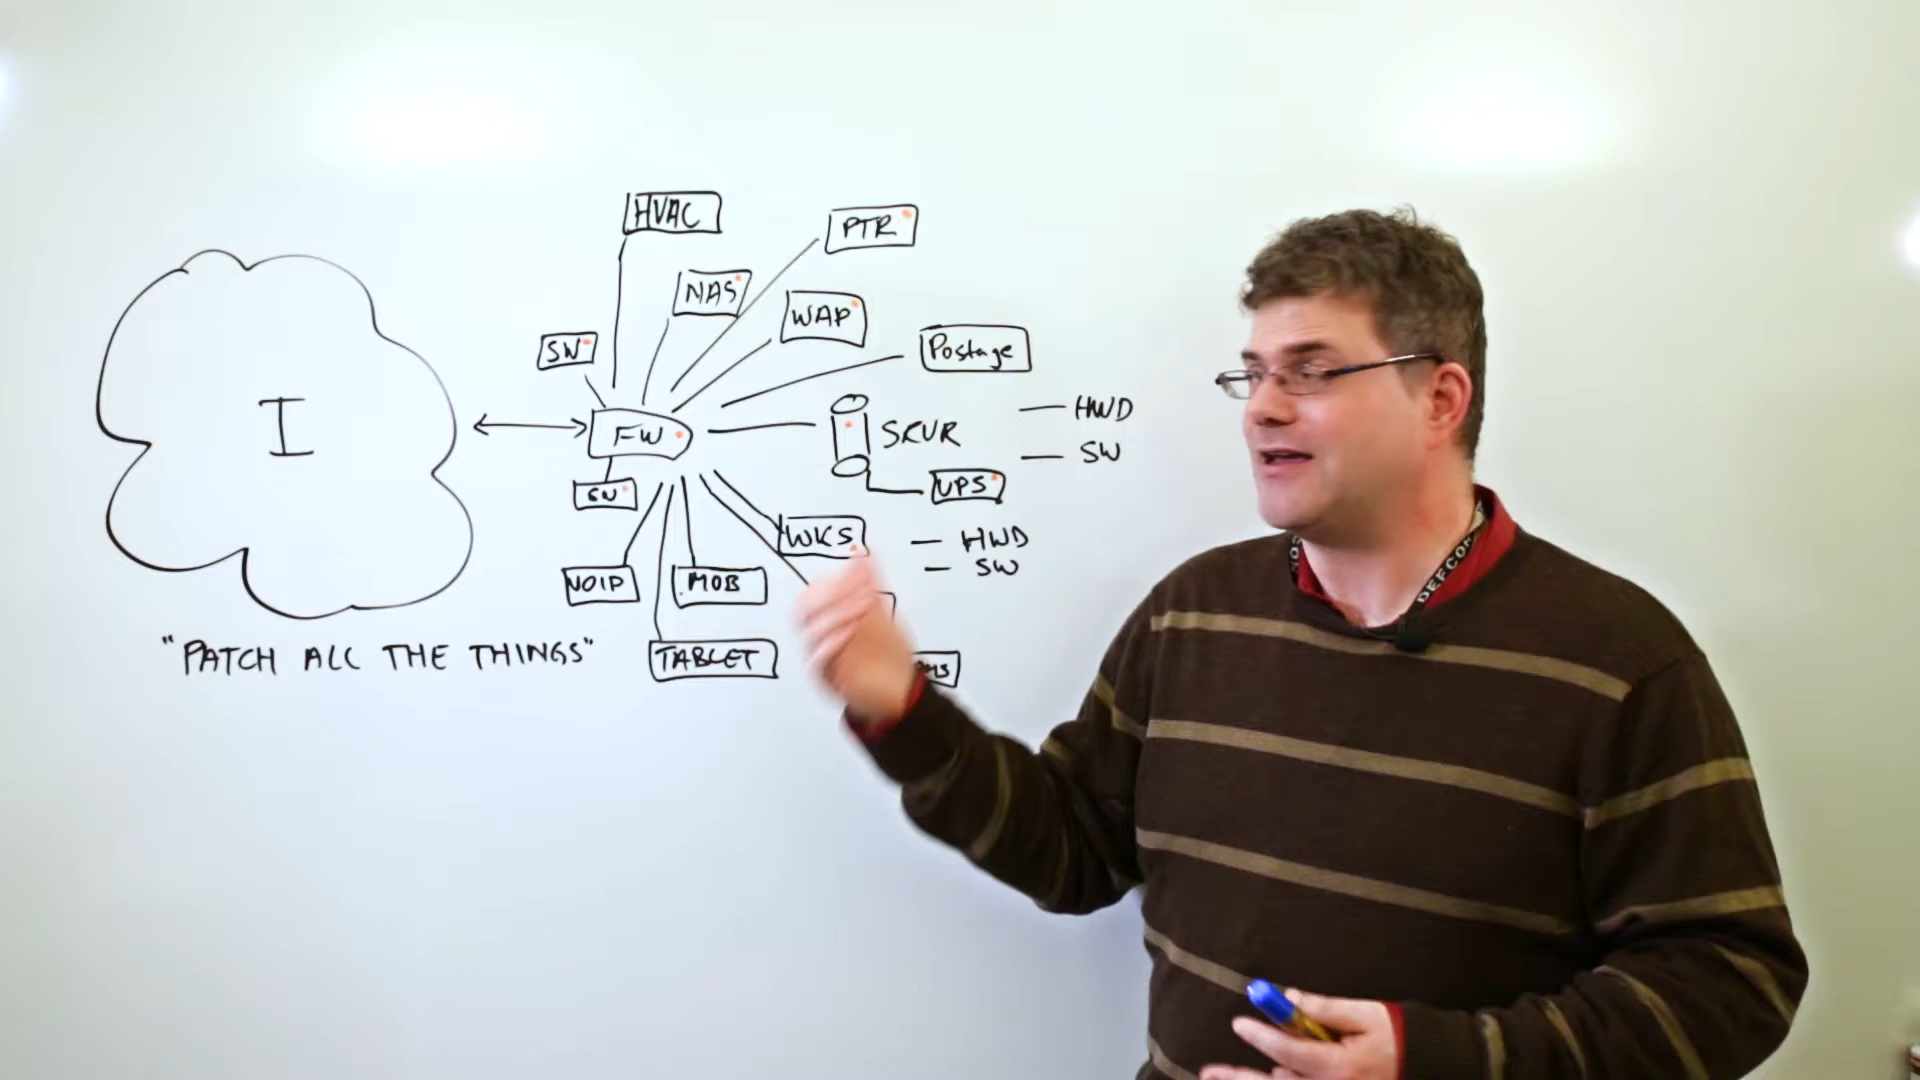 HVAC
PTR
NAS
WAP
SW
Postage
I
FW
SRVR
HWD
SW
SW
UPS
WKS
HWD
SW
VOIP
MOB
"PATCH ALL THE THINGS"
TABLET
DEFCON